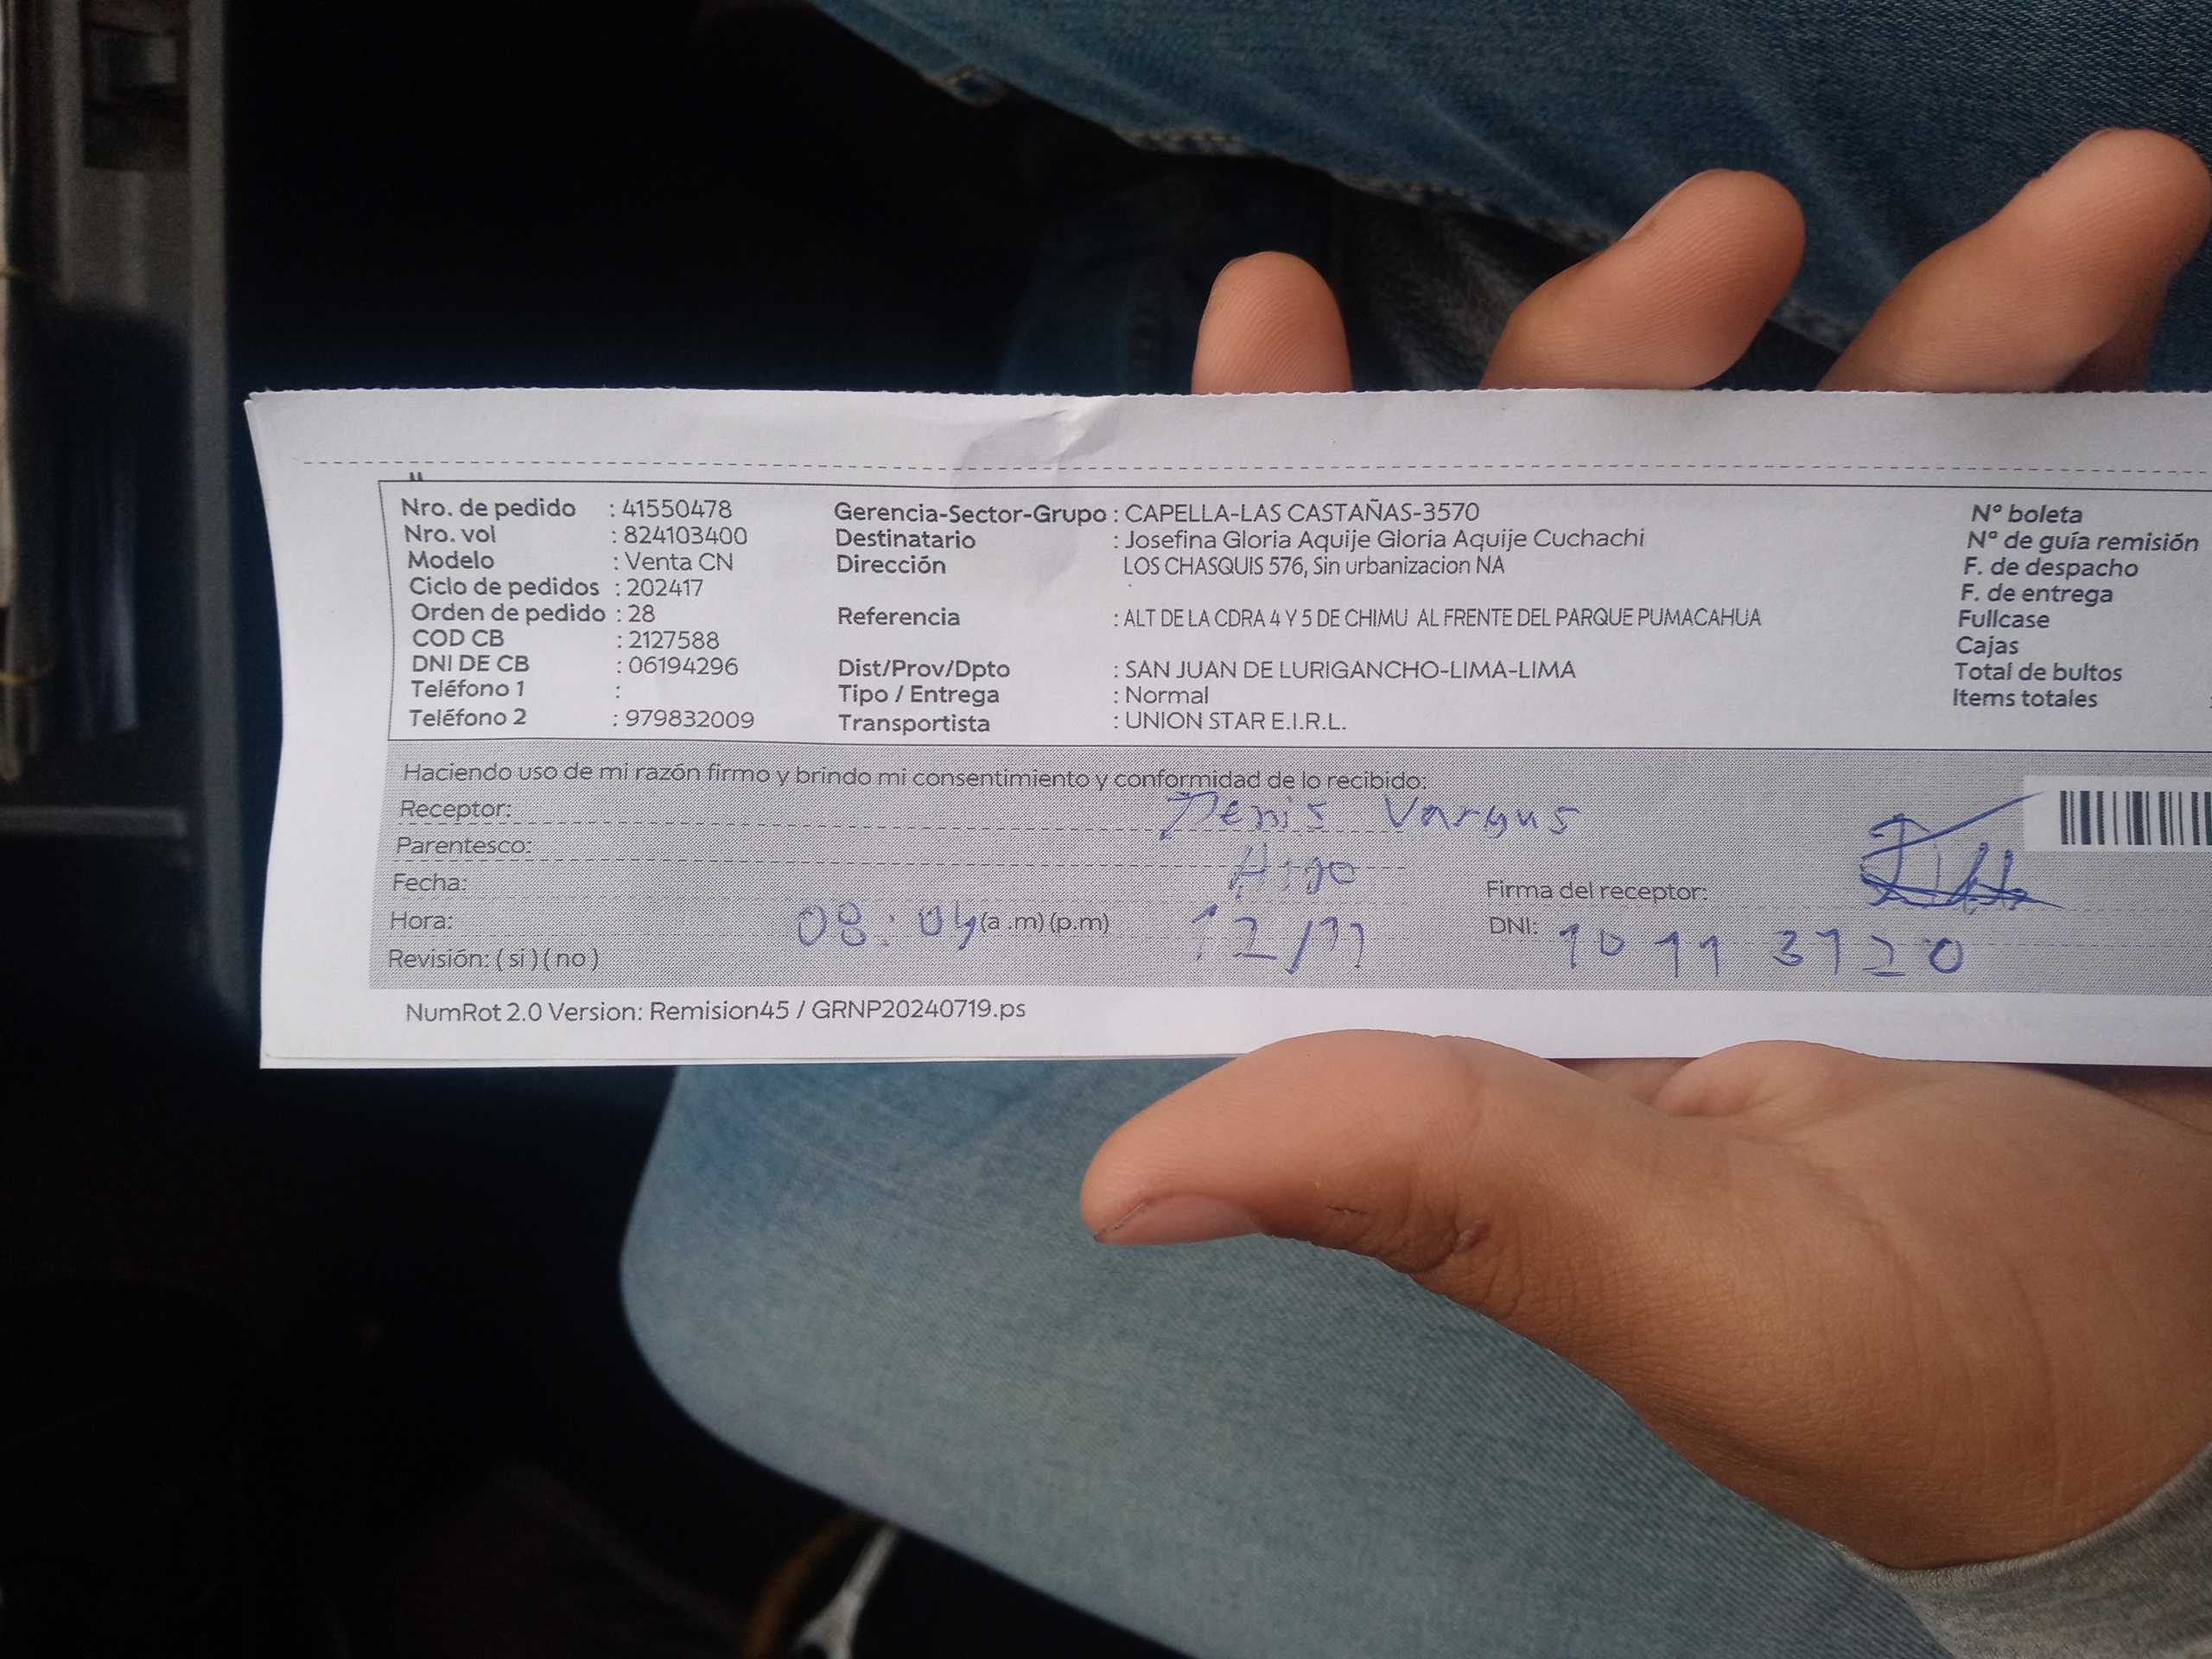 Nro. de pedido : 41550478 Gerencia-Sector-Grupo : CAPELLA-LAS CASTAÑAS-3570 N° boleta
Nro. vol : 824103400 Destinatario : Josefina Gloria Aquije Gloria Aquije Cuchachi N° de guía remisión
Modelo : Venta CN Dirección LOS CHASQUIS 576, Sin urbanizacion NA F. de despacho
Ciclo de pedidos : 202417 F. de entrega
Orden de pedido : 28 Referencia : ALT DE LA CDRA 4 Y 5 DE CHIMU AL FRENTE DEL PARQUE PUMACAHUA Fullcase
COD CB : 2127588 Cajas
DNI DE CB : 06194296 Dist/Prov/Dpto : SAN JUAN DE LURIGANCHO-LIMA-LIMA Total de bultos
Teléfono 1 : Tipo / Entrega : Normal Items totales
Teléfono 2 : 979832009 Transportista : UNION STAR E.I.R.L.
Haciendo uso de mi razón firmo y brindo mi consentimiento y conformidad de lo recibido:
Receptor: Denis Vargas
Parentesco: Hijo
Fecha: Firma del receptor:
Hora: 08:04 (a .m) (p.m) 12/11 DNI: 10113120
Revisión: ( si ) ( no )
NumRot 2.0 Version: Remision45 / GRNP20240719.ps